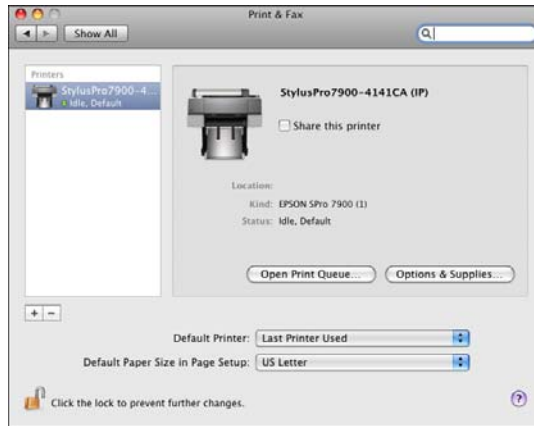 Print & Fax
Show All
Printers
StylusPro7900-4...
Idle, Default
StylusPro7900-4141CA (IP)
Share this printer
Location:
Kind: EPSON SPro 7900 (1)
Status: Idle, Default
Open Print Queue... Options & Supplies...
+ -
Default Printer: Last Printer Used
Default Paper Size in Page Setup: US Letter
Click the lock to prevent further changes. ?